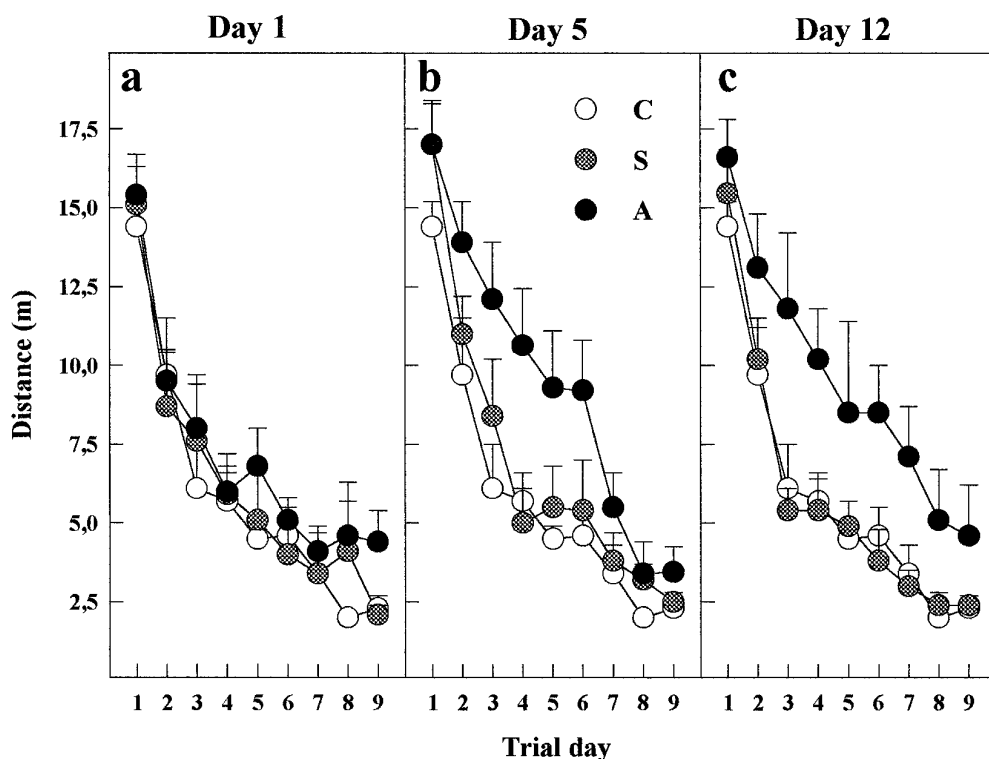 Day 1 Day 5 Day 12
a b c
C
S
A
17,5
15,0
12,5
10,0
7,5
5,0
2,5
Distance (m)
1 2 3 4 5 6 7 8 9 1 2 3 4 5 6 7 8 9 1 2 3 4 5 6 7 8 9
Trial day